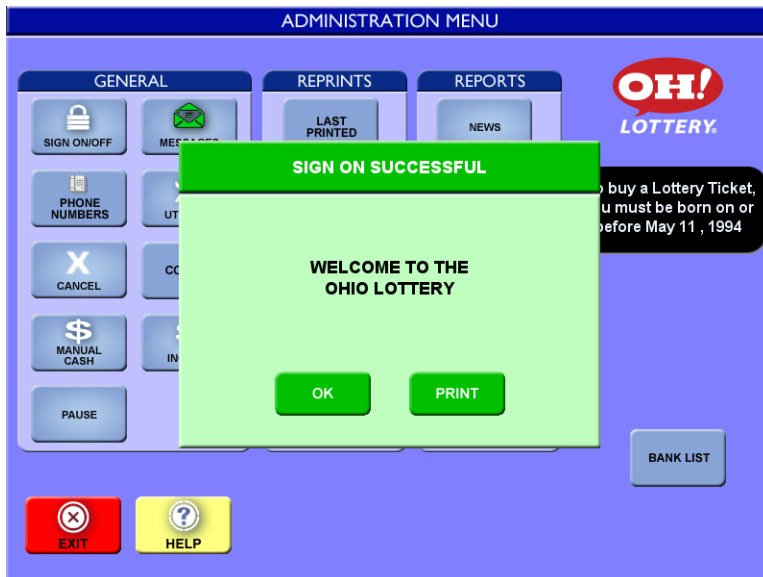 ADMINISTRATION MENU
GENERAL
REPRINTS
REPORTS
SIGN ON/OFF
MESSAGES
LAST
PRINTED
NEWS
OH!
LOTTERY.
SIGN ON SUCCESSFUL
buy a Lottery Ticket,
must be born on or
before May 11 , 1994
PHONE
NUMBERS
WELCOME TO THE
OHIO LOTTERY
CANCEL
MANUAL
CASH
OK
PRINT
PAUSE
BANK LIST
EXIT
HELP